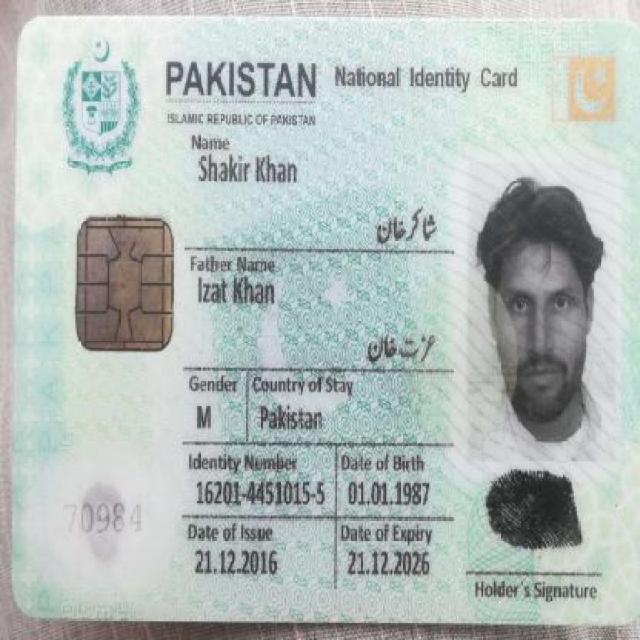 PAKISTAN National Identity Card
ISLAMIC REPUBLIC OF PAKISTAN
Name
Shakir Khan
شاکر خان
Father Name
Izat Khan
عزت خان
Gender Country of Stay
M Pakistan
Identity Number Date of Birth
16201-4451015-5 01.01.1987
70984
Date of Issue Date of Expiry
21.12.2016 21.12.2026
Holder's Signature